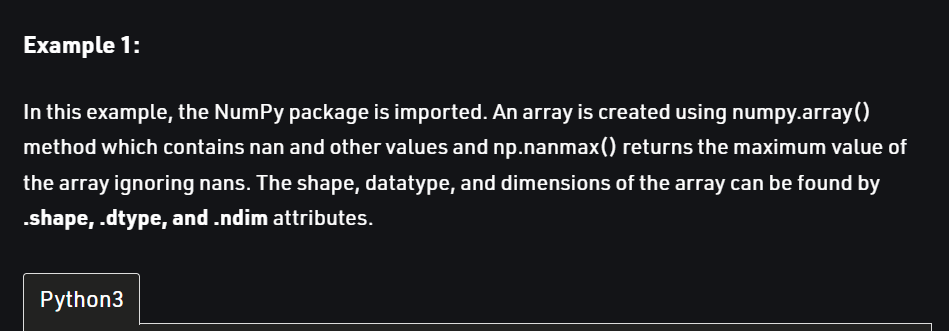 Example 1:
In this example, the NumPy package is imported. An array is created using numpy.array()
method which contains nan and other values and np.nanmax() returns the maximum value of
the array ignoring nans. The shape, datatype, and dimensions of the array can be found by
.shape, .dtype, and .ndim attributes.
Python3